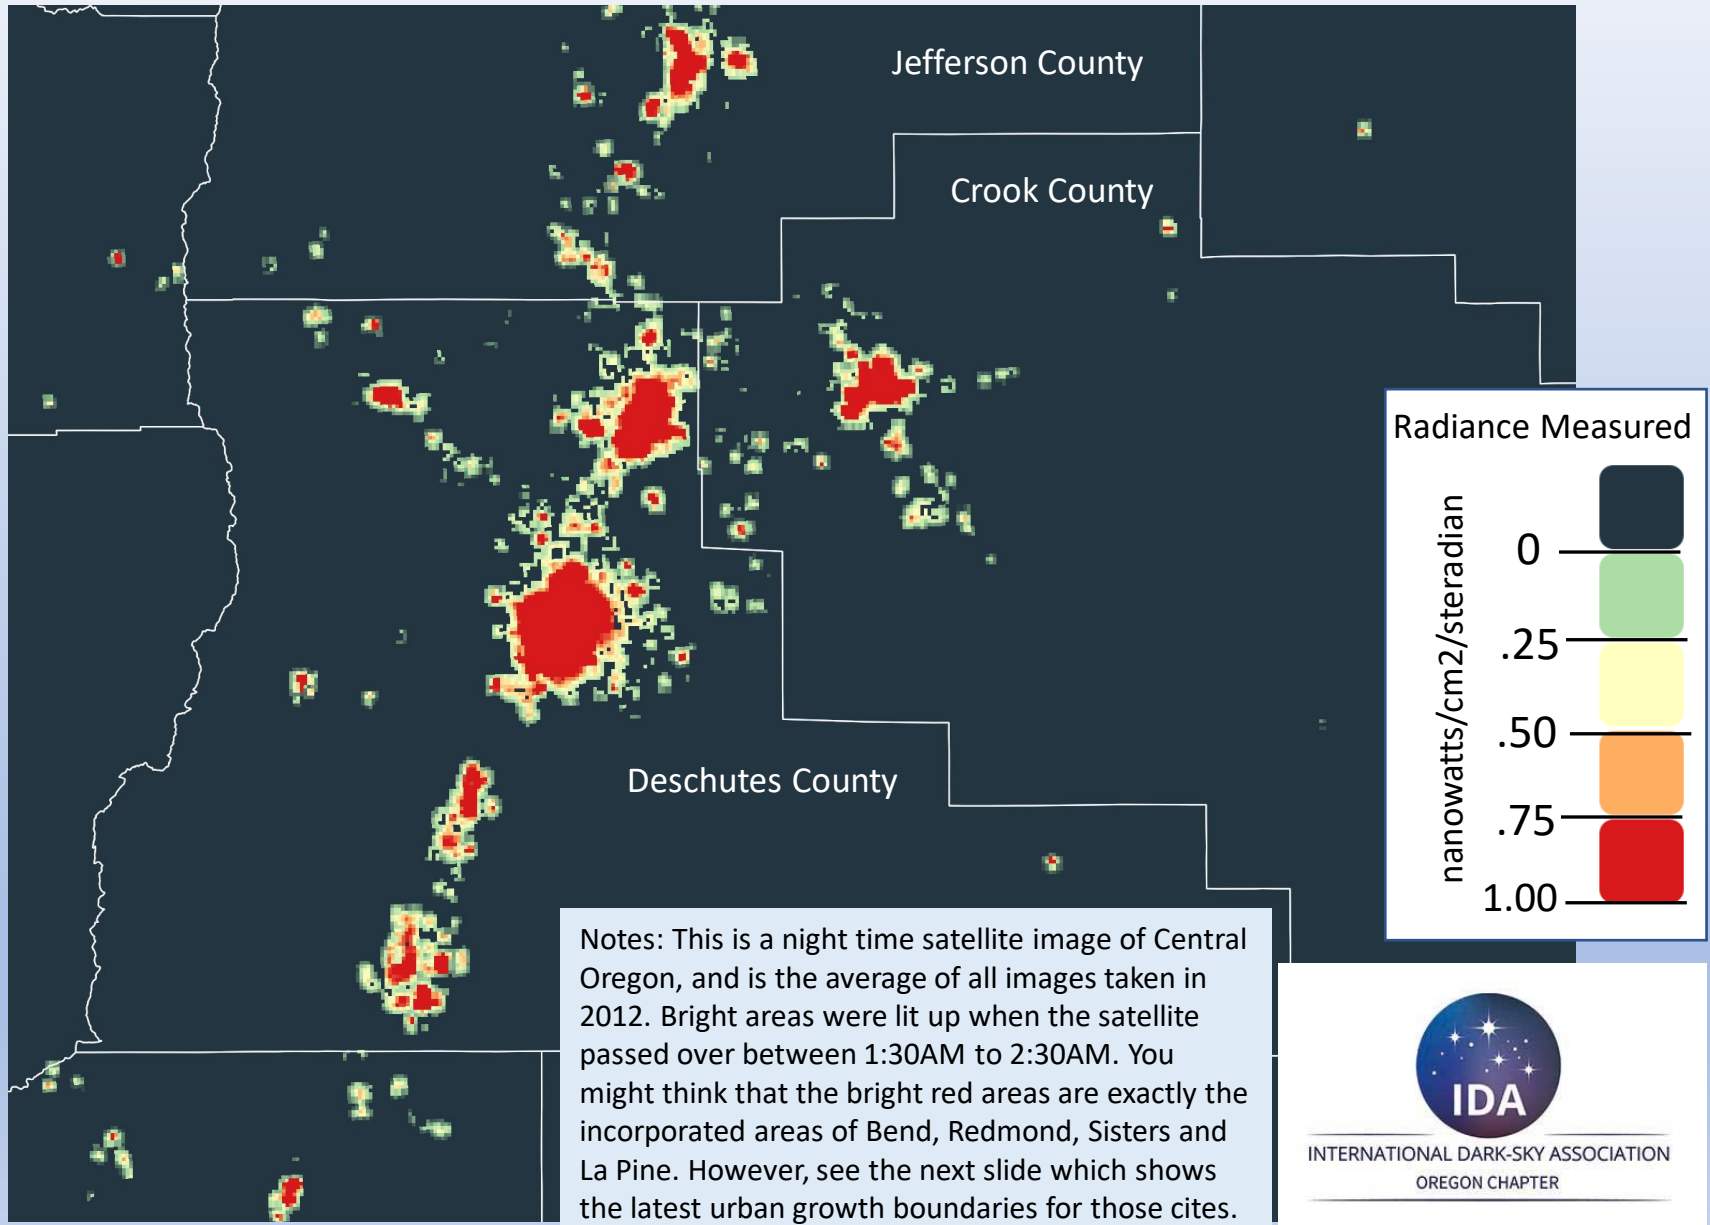 Jefferson County
Crook County
Deschutes County
Radiance Measured
nanowatts/cm2/steradian
0
.25
.50
.75
1.00
Notes: This is a night time satellite image of Central
Oregon, and is the average of all images taken in
2012. Bright areas were lit up when the satellite
passed over between 1:30AM to 2:30AM. You
might think that the bright red areas are exactly the
incorporated areas of Bend, Redmond, Sisters and
La Pine. However, see the next slide which shows
the latest urban growth boundaries for those cites.
IDA
INTERNATIONAL DARK-SKY ASSOCIATION
OREGON CHAPTER